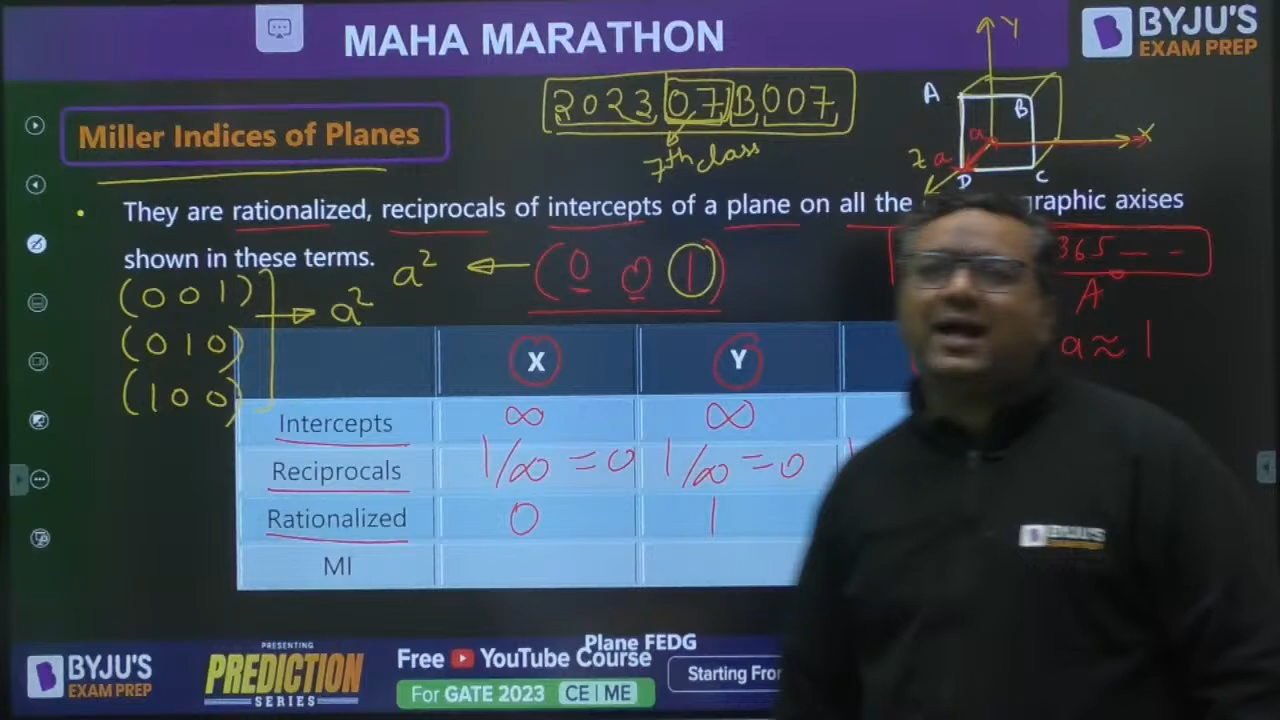 MAHA MARATHON
BYJU'S
EXAM PREP
Y
2023 07 B 007
7th class
A
B
X
a
Z
a
D
C
Miller Indices of Planes
They are rationalized, reciprocals of intercepts of a plane on all the graphic axises
shown in these terms.
a² ← (0 0 1)
365 — -
A°
a ≈ 1
(0 0 1)
(0 1 0)
(1 0 0)
→ a²
X Y
Intercepts ∞ ∞
Reciprocals 1/∞ = 0 1/∞ = 0
Rationalized 0 1
MI
BYJU'S
Plane FEDG
BYJU'S
EXAM PREP
PRESENTING
PREDICTION
SERIES
Free YouTube Course
For GATE 2023 CE | ME
Starting From